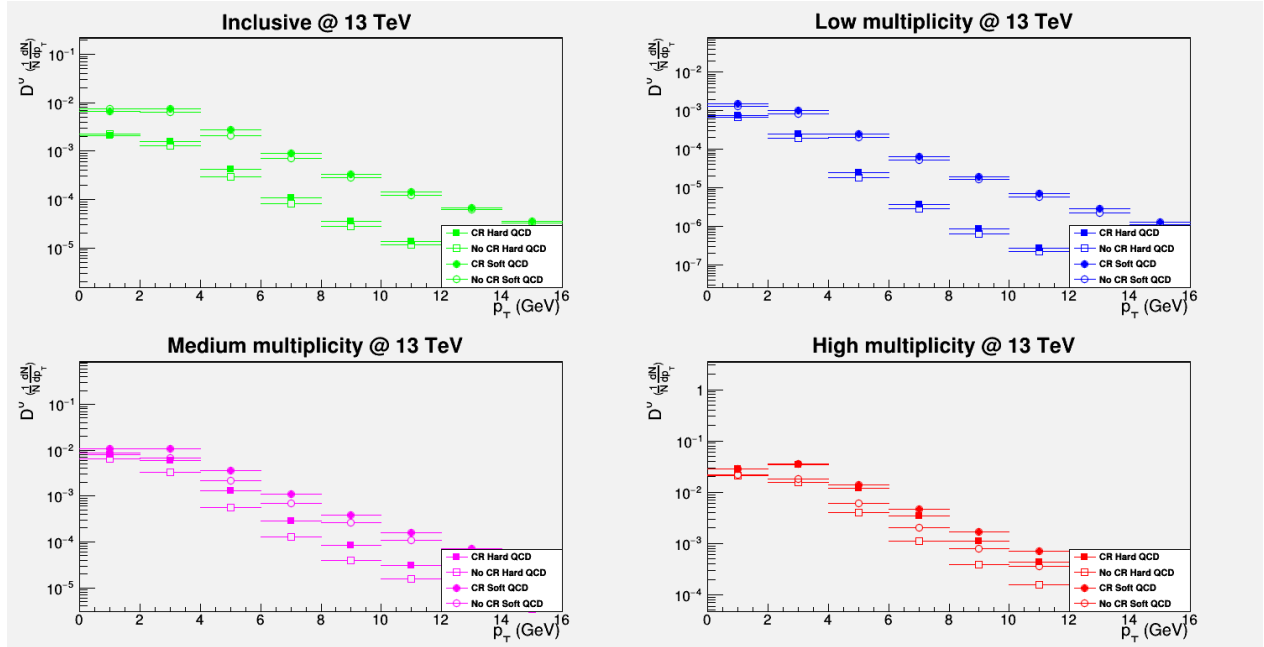 Inclusive @ 13 TeV
D⁰ (1/N dN/dp_T)
10⁻¹
10⁻²
10⁻³
10⁻⁴
10⁻⁵
CR Hard QCD
No CR Hard QCD
CR Soft QCD
No CR Soft QCD
0 2 4 6 8 10 12 14 16
p_T (GeV)
Low multiplicity @ 13 TeV
D⁰ (1/N dN/dp_T)
10⁻²
10⁻³
10⁻⁴
10⁻⁵
10⁻⁶
10⁻⁷
CR Hard QCD
No CR Hard QCD
CR Soft QCD
No CR Soft QCD
0 2 4 6 8 10 12 14 16
p_T (GeV)
Medium multiplicity @ 13 TeV
D⁰ (1/N dN/dp_T)
10⁻¹
10⁻²
10⁻³
10⁻⁴
10⁻⁵
CR Hard QCD
No CR Hard QCD
CR Soft QCD
No CR Soft QCD
0 2 4 6 8 10 12 14 16
p_T (GeV)
High multiplicity @ 13 TeV
D⁰ (1/N dN/dp_T)
1
10⁻¹
10⁻²
10⁻³
10⁻⁴
CR Hard QCD
No CR Hard QCD
CR Soft QCD
No CR Soft QCD
0 2 4 6 8 10 12 14 16
p_T (GeV)